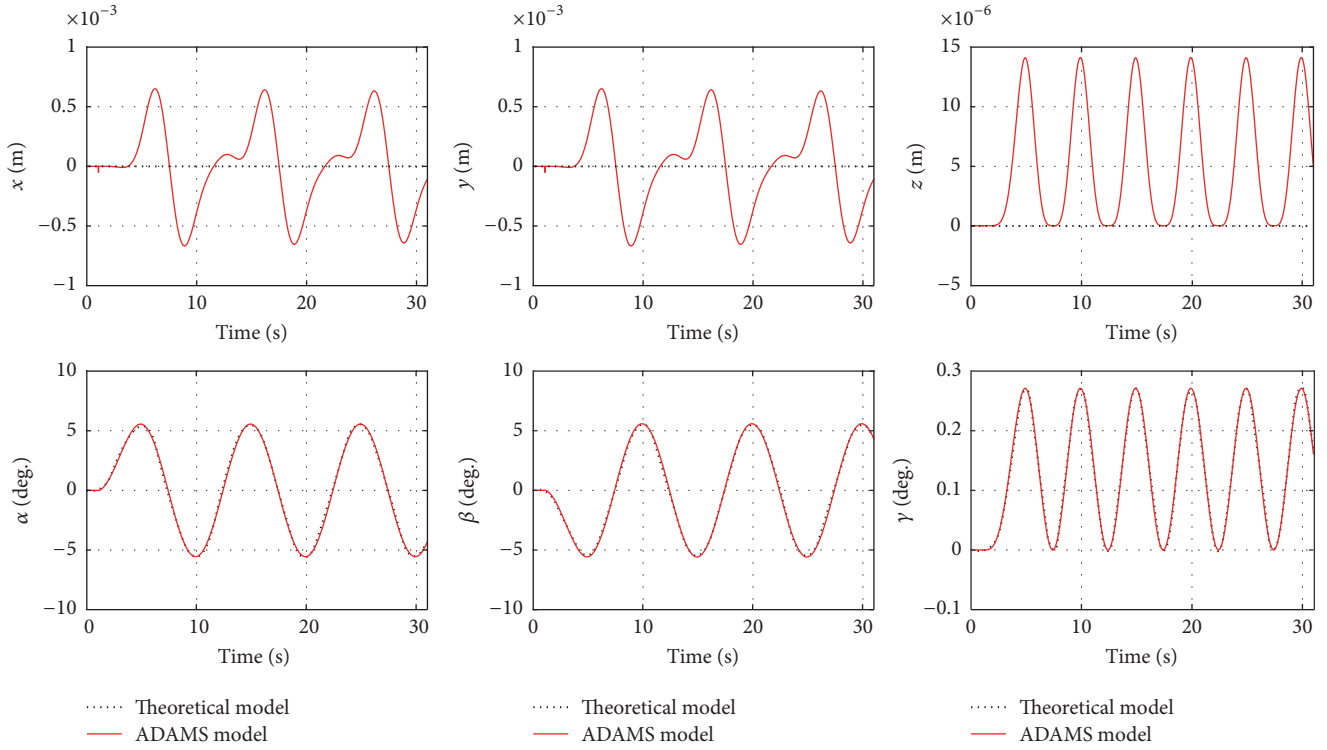 ×10−3
1
0.5
0
−0.5
−1
x (m)
0 10 20 30
Time (s)
×10−3
1
0.5
0
−0.5
−1
y (m)
0 10 20 30
Time (s)
×10−6
15
10
5
0
−5
z (m)
0 10 20 30
Time (s)
10
5
0
−5
−10
α (deg.)
0 10 20 30
Time (s)
Theoretical model
ADAMS model
10
5
0
−5
−10
β (deg.)
0 10 20 30
Time (s)
Theoretical model
ADAMS model
0.3
0.2
0.1
0
−0.1
γ (deg.)
0 10 20 30
Time (s)
Theoretical model
ADAMS model